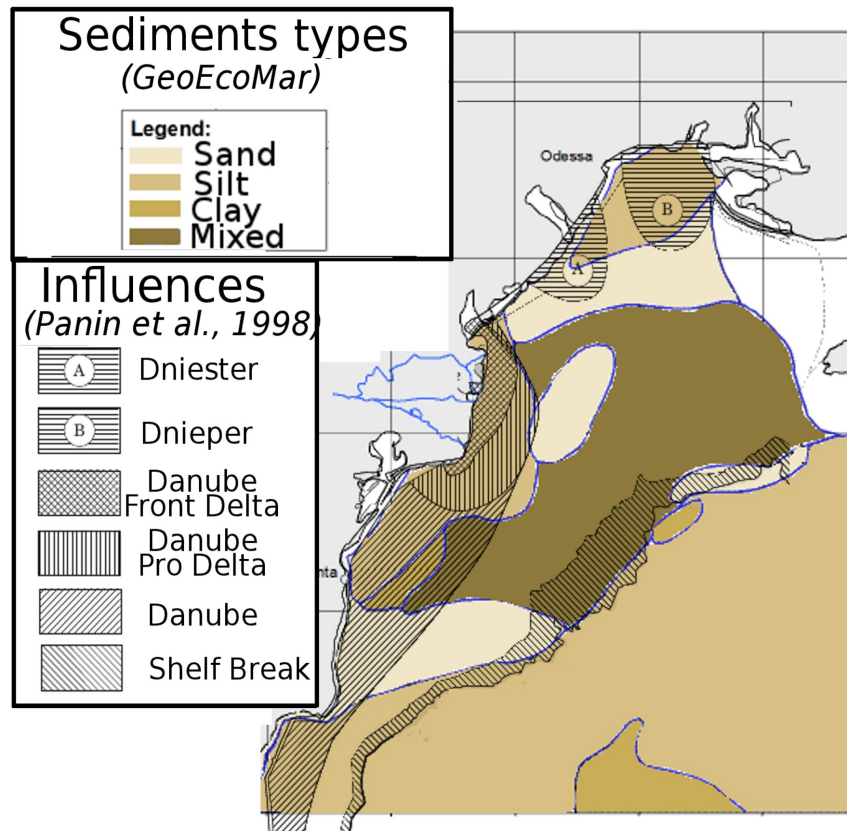 Sediments types
(GeoEcoMar)
Legend:
Sand
Silt
Clay
Mixed
Influences
(Panin et al., 1998)
A Dniester
B Dnieper
Danube
Front Delta
Danube
Pro Delta
Danube
Shelf Break
Odessa
B
A
nta